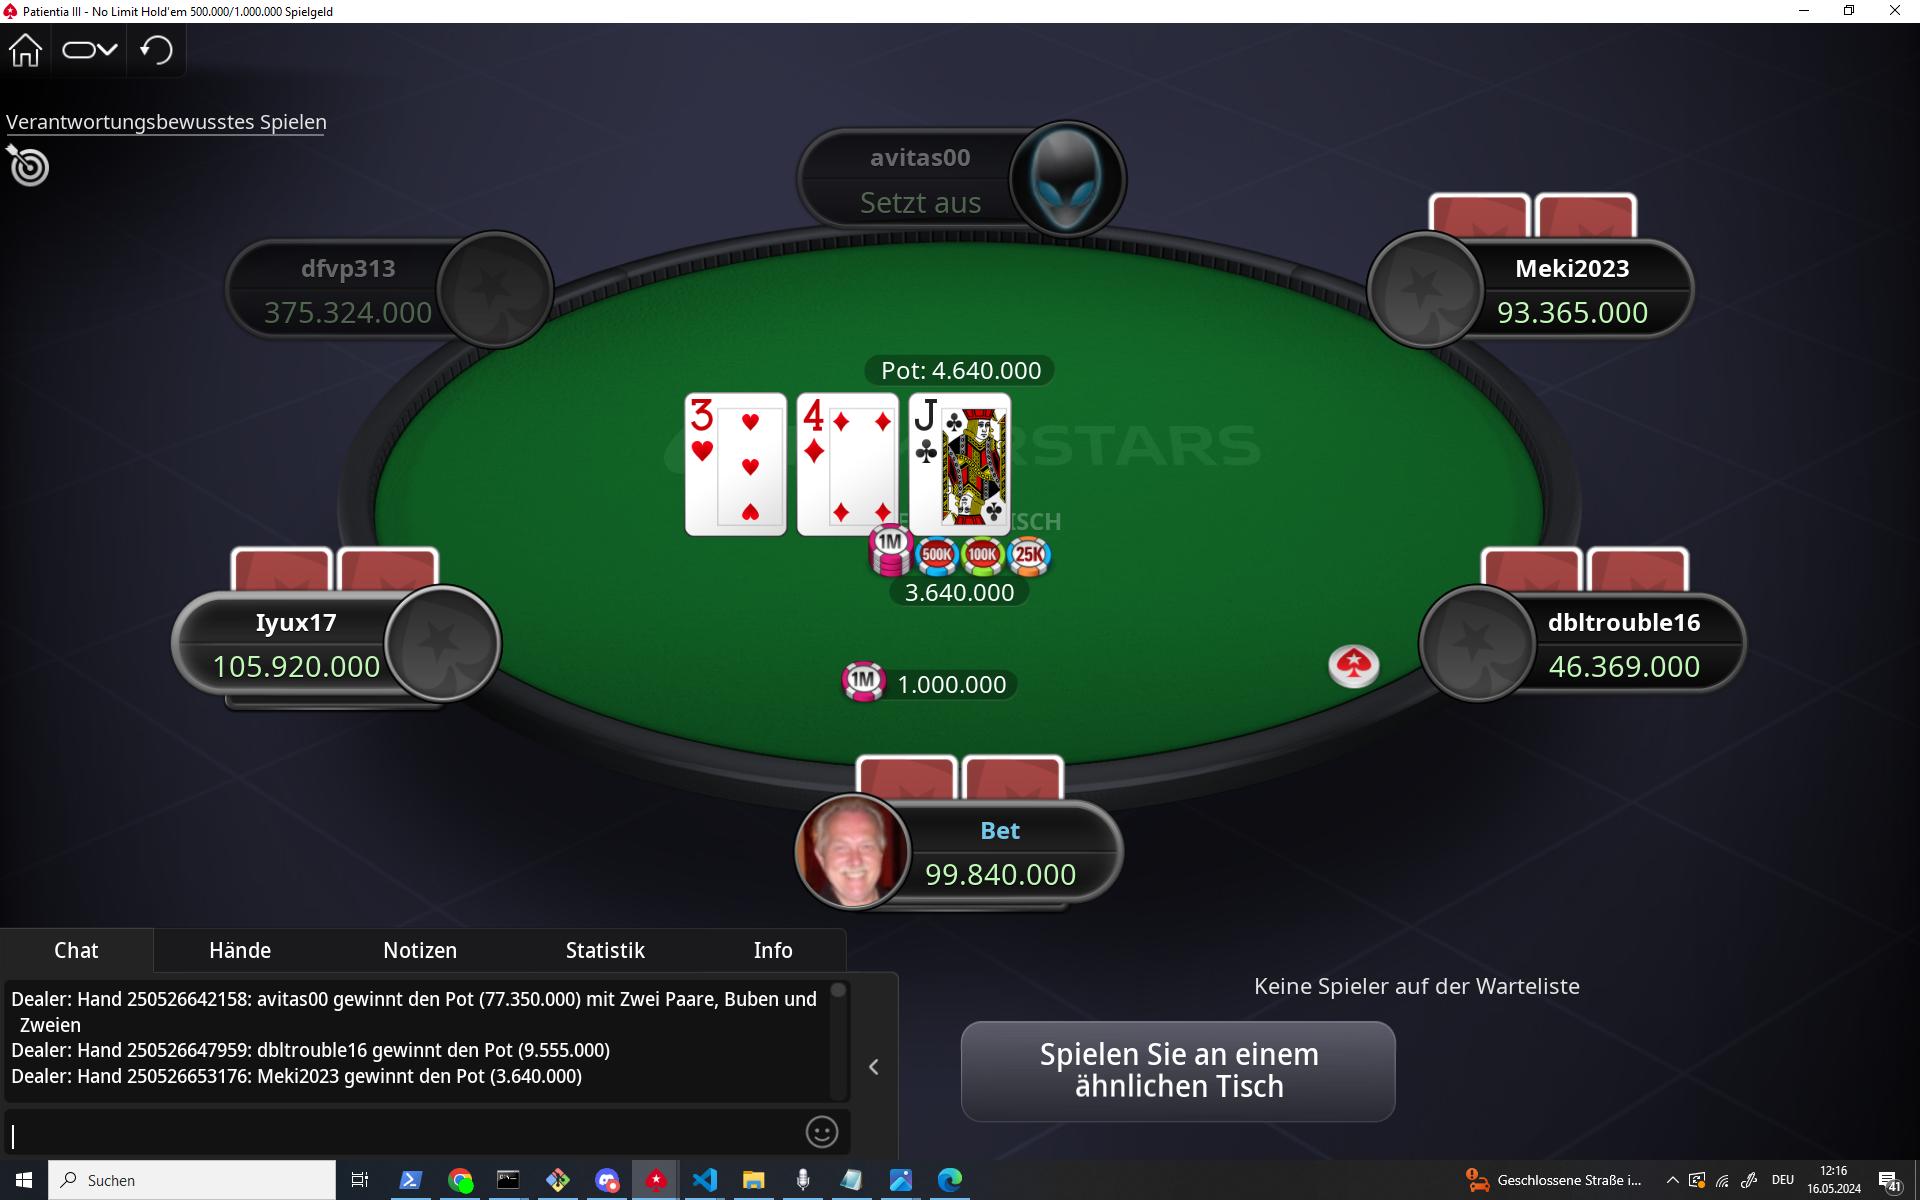 Patientia III - No Limit Hold'em 500.000/1.000.000 Spielgeld
Verantwortungsbewusstes Spielen
avitas00
Setzt aus
dfvp313
375.324.000
Meki2023
93.365.000
Pot: 4.640.000
3
4
J
RSTARS
ISCH
1M
500K
100K
25K
3.640.000
Iyux17
105.920.000
dbltrouble16
46.369.000
1M
1.000.000
Bet
99.840.000
Chat
Hände
Notizen
Statistik
Info
Dealer: Hand 250526642158: avitas00 gewinnt den Pot (77.350.000) mit Zwei Paare, Buben und
Zweien
Dealer: Hand 250526647959: dbltrouble16 gewinnt den Pot (9.555.000)
Dealer: Hand 250526653176: Meki2023 gewinnt den Pot (3.640.000)
Keine Spieler auf der Warteliste
Spielen Sie an einem
ähnlichen Tisch
Suchen
Geschlossene Straße i...
DEU
12:16
16.05.2024
41